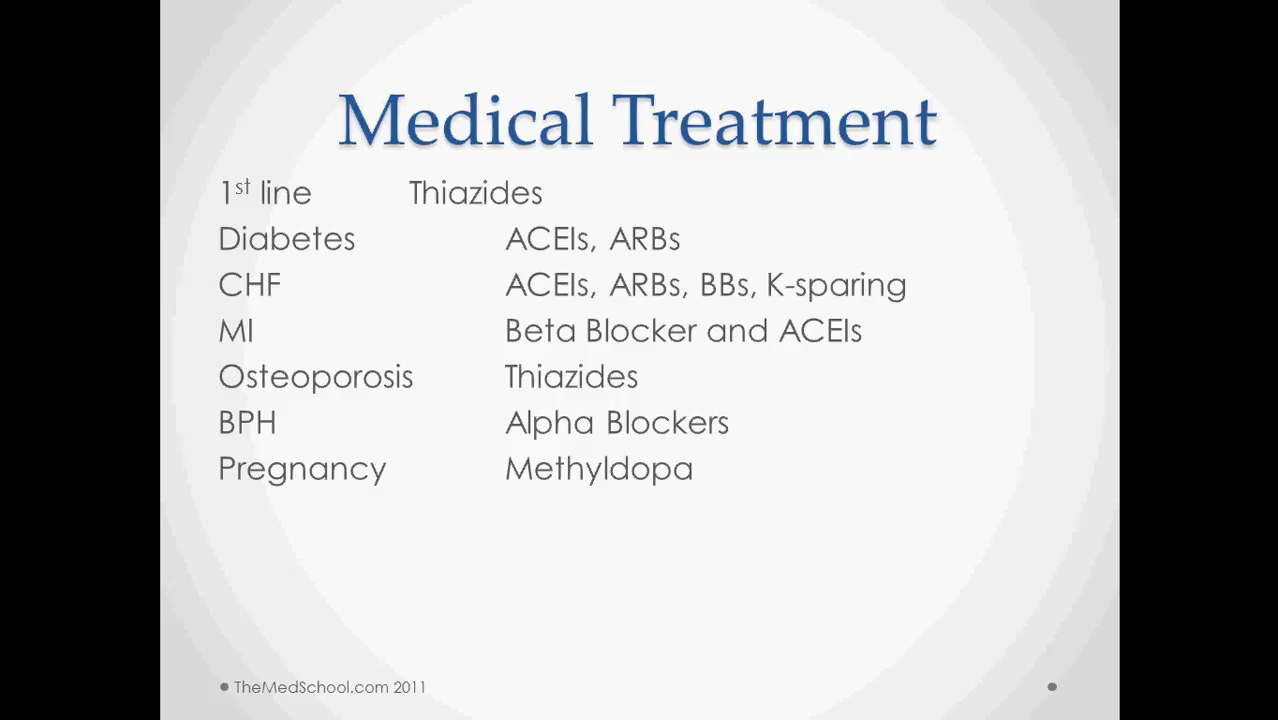 Medical Treatment
1st line Thiazides
Diabetes ACEIs, ARBs
CHF ACEIs, ARBs, BBs, K-sparing
MI Beta Blocker and ACEIs
Osteoporosis Thiazides
BPH Alpha Blockers
Pregnancy Methyldopa
TheMedSchool.com 2011